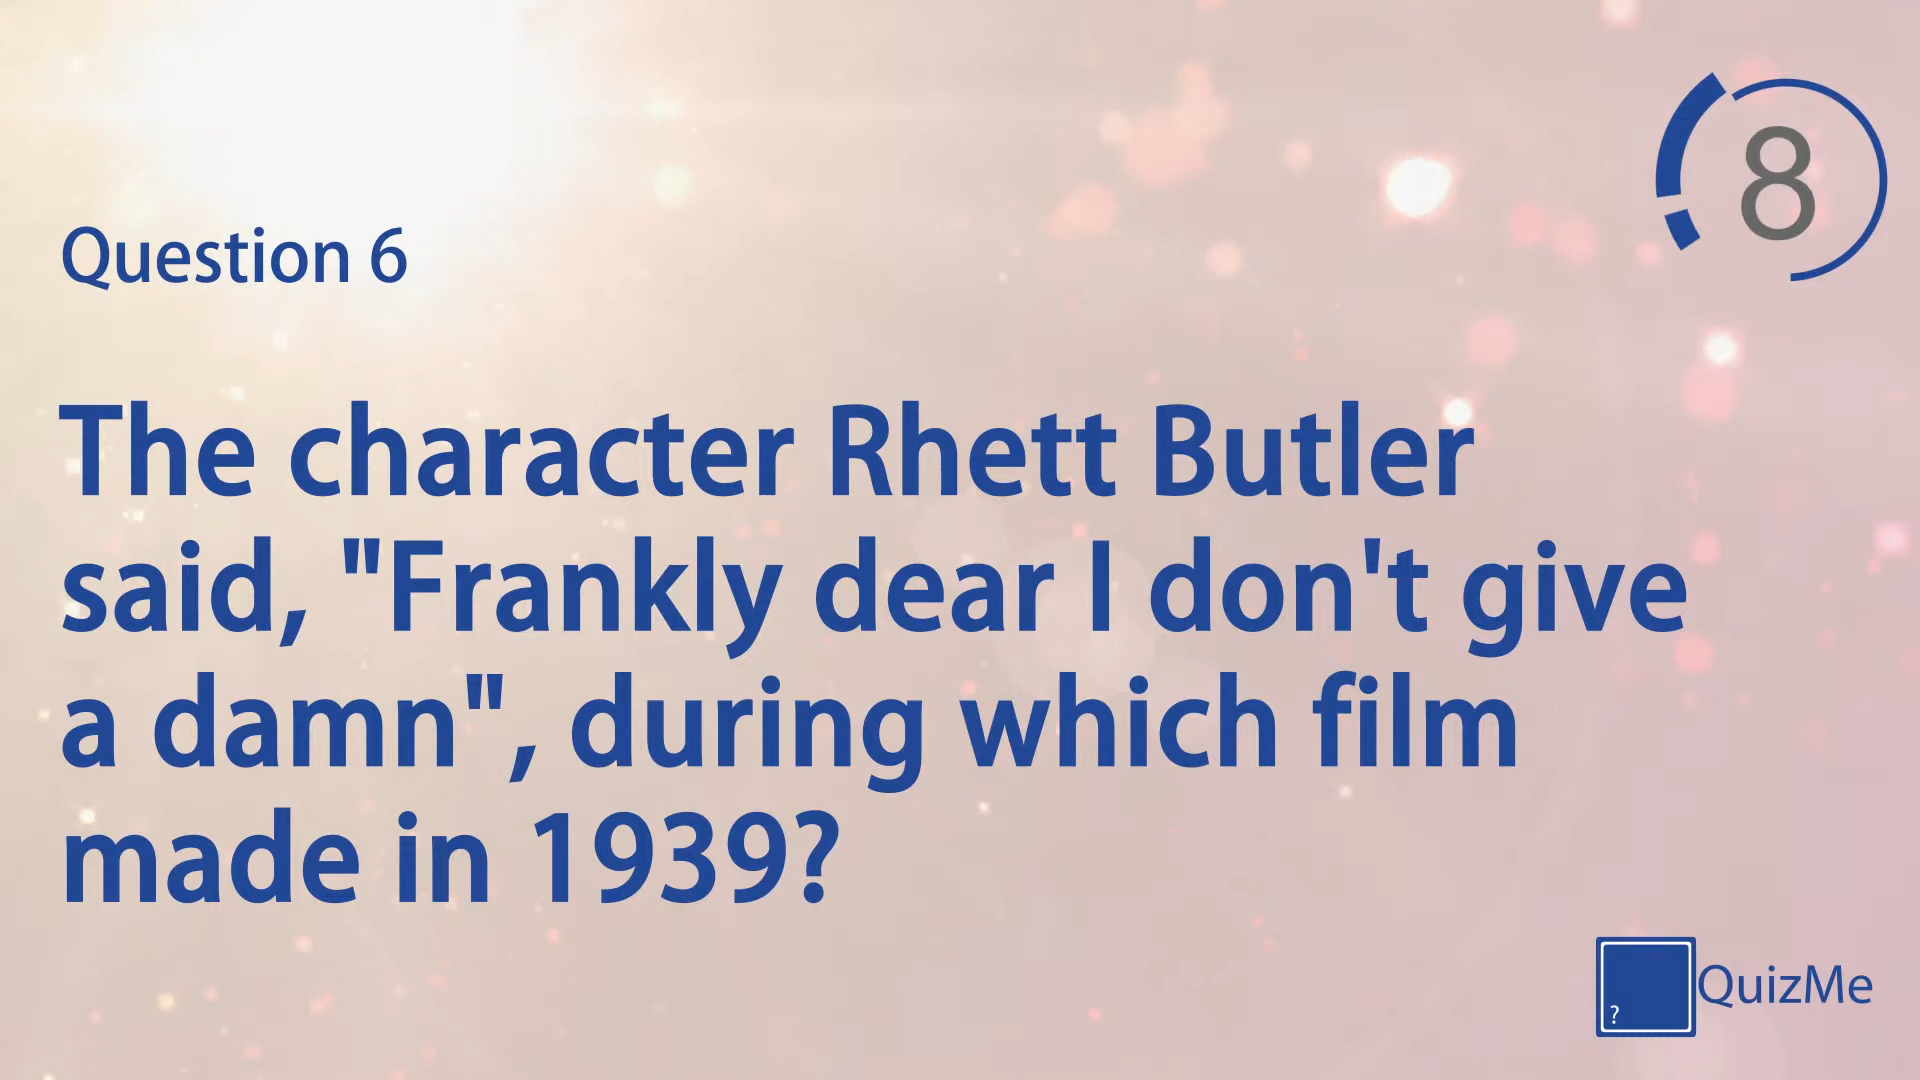 8
Question 6
The character Rhett Butler
said, "Frankly dear I don't give
a damn", during which film
made in 1939?
?
QuizMe